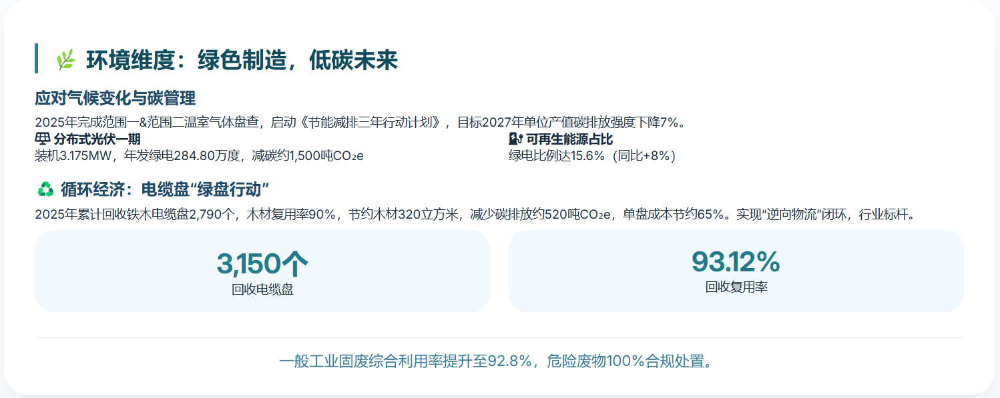 环境维度：绿色制造，低碳未来
应对气候变化与碳管理
2025年完成范围一&范围二温室气体盘查，启动《节能减排三年行动计划》，目标2027年单位产值碳排放强度下降7%。
分布式光伏一期
装机3.175MW，年发绿电284.80万度，减碳约1,500吨CO₂e
可再生能源占比
绿电比例达15.6%（同比+8%）
循环经济：电缆盘“绿盘行动”
2025年累计回收铁木电缆盘2,790个，木材复用率90%，节约木材320立方米，减少碳排放约520吨CO₂e，单盘成本节约65%。实现“逆向物流”闭环，行业标杆。
3,150个
回收电缆盘
93.12%
回收复用率
一般工业固废综合利用率提升至92.8%，危险废物100%合规处置。